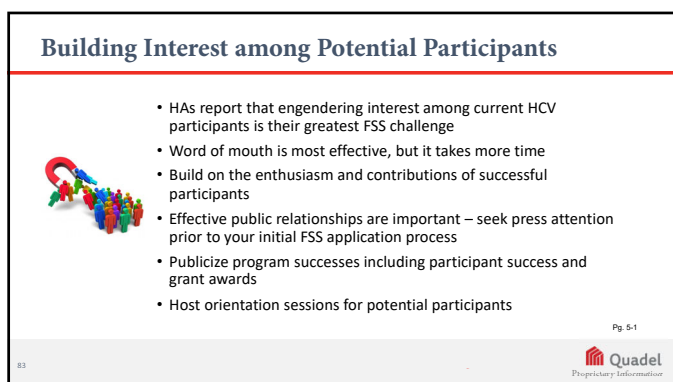 Building Interest among Potential Participants
• HAs report that engendering interest among current HCV
participants is their greatest FSS challenge
• Word of mouth is most effective, but it takes more time
• Build on the enthusiasm and contributions of successful
participants
• Effective public relationships are important – seek press attention
prior to your initial FSS application process
• Publicize program successes including participant success and
grant awards
• Host orientation sessions for potential participants
Pg. 5-1
83
Quadel
Proprietary Information